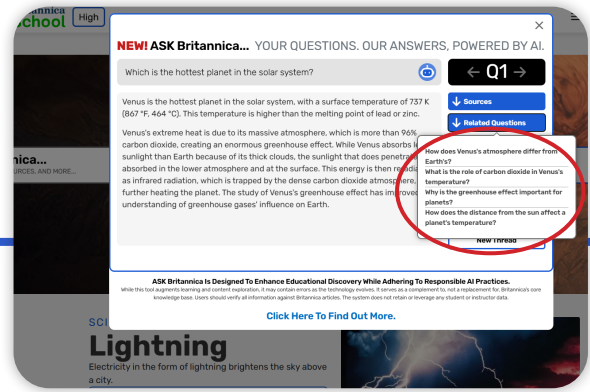 School
High
NEW! ASK Britannica... YOUR QUESTIONS. OUR ANSWERS, POWERED BY AI.
Which is the hottest planet in the solar system?
← Q1 →
Venus is the hottest planet in the solar system, with a surface temperature of 737 K
(867 °F, 464 °C). This temperature is higher than the melting point of lead or zinc.
Venus's extreme heat is due to its massive atmosphere, which is more than 96%
carbon dioxide, creating an enormous greenhouse effect. While Venus absorbs
sunlight than Earth because of its thick clouds, the sunlight that does
absorbed in the lower atmosphere and at the surface. This energy is then
as infrared radiation, which is trapped by the dense carbon dioxide atmosphere,
further heating the planet. The study of Venus's greenhouse effect has
understanding of greenhouse gases' influence on Earth.
Sources
Related Questions
How does Venus's atmosphere differ from
Earth's?
What is the role of carbon dioxide in Venus's
temperature?
Why is the greenhouse effect important for
planets?
How does the distance from the sun affect a
planet's temperature?
New Thread
ASK Britannica Is Designed To Enhance Educational Discovery While Adhering To Responsible AI Practices.
While this tool augments learning and content exploration, it may contain errors as the technology evolves. It serves as a complement to, not a replacement for, Britannica's core
knowledge base. Users should verify all information against Britannica articles. The system does not retain or leverage any student or instructor data.
Click Here To Find Out More.
SCI
Lightning
Electricity in the form of lightning brightens the sky above
a city.